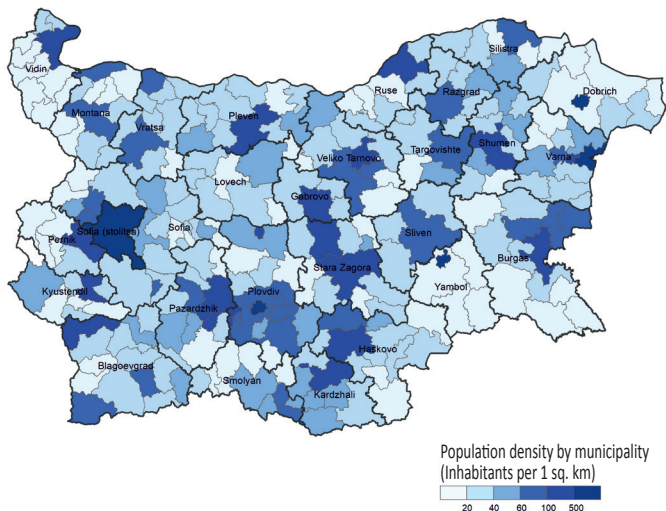 Silistra
Vidin
Dobrich
Ruse
Razgrad
Montana
Pleven
Vratsa
Shumen
Targovishte
Varna
Veliko Tarnovo
Lovech
Gabrovo
Sofia
Sofia (stolitsa)
Sliven
Pernik
Burgas
Stara Zagora
Yambol
Kyustendil
Plovdiv
Pazardzhik
Haskovo
Blagoevgrad
Smolyan
Kardzhali
Population density by municipality
(Inhabitants per 1 sq. km)
20 40 60 100 500